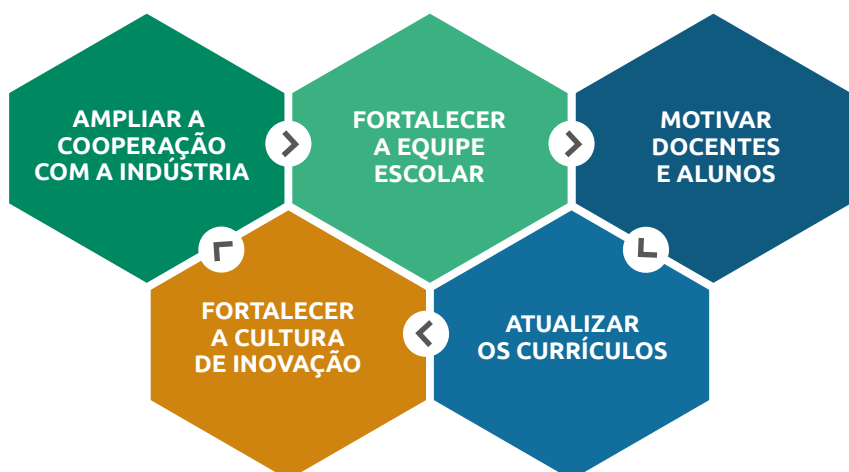 AMPLIAR A
COOPERAÇÃO
COM A INDÚSTRIA
FORTALECER
A EQUIPE
ESCOLAR
MOTIVAR
DOCENTES
E ALUNOS
ATUALIZAR
OS CURRÍCULOS
FORTALECER
A CULTURA
DE INOVAÇÃO